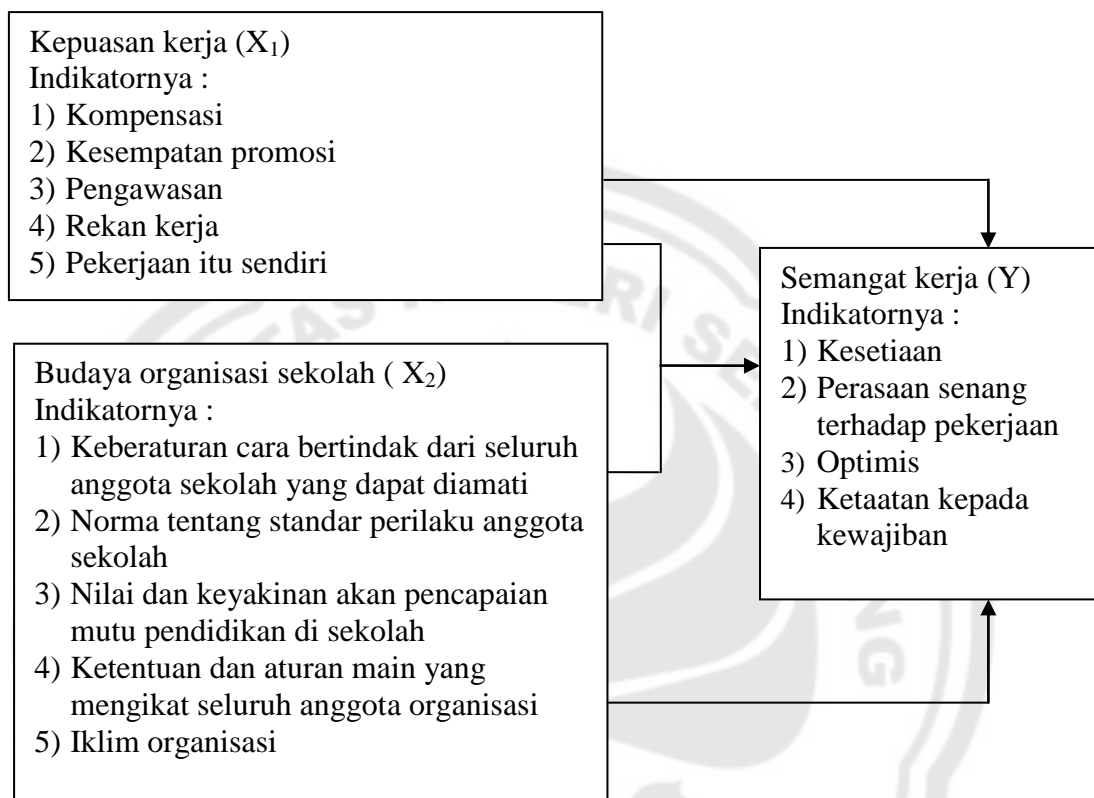 Kepuasan kerja (X₁)
Indikatornya :
1) Kompensasi
2) Kesempatan promosi
3) Pengawasan
4) Rekan kerja
5) Pekerjaan itu sendiri
Budaya organisasi sekolah ( X₂)
Indikatornya :
1) Keberaturan cara bertindak dari seluruh
anggota sekolah yang dapat diamati
2) Norma tentang standar perilaku anggota
sekolah
3) Nilai dan keyakinan akan pencapaian
mutu pendidikan di sekolah
4) Ketentuan dan aturan main yang
mengikat seluruh anggota organisasi
5) Iklim organisasi
Semangat kerja (Y)
Indikatornya :
1) Kesetiaan
2) Perasaan senang
terhadap pekerjaan
3) Optimis
4) Ketaatan kepada
kewajiban